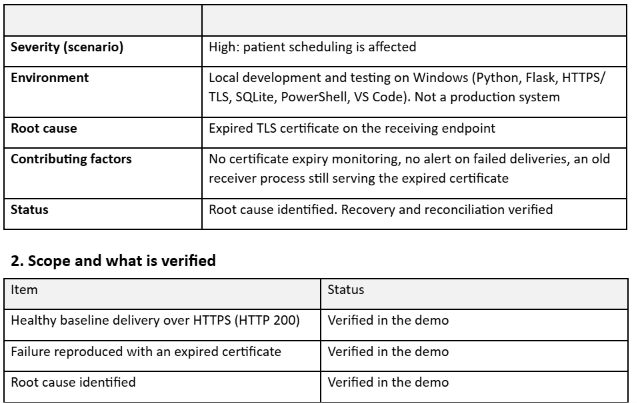 Severity (scenario) High: patient scheduling is affected
Environment Local development and testing on Windows (Python, Flask, HTTPS/
TLS, SQLite, PowerShell, VS Code). Not a production system
Root cause Expired TLS certificate on the receiving endpoint
Contributing factors No certificate expiry monitoring, no alert on failed deliveries, an old
receiver process still serving the expired certificate
Status Root cause identified. Recovery and reconciliation verified
2. Scope and what is verified
Item Status
Healthy baseline delivery over HTTPS (HTTP 200) Verified in the demo
Failure reproduced with an expired certificate Verified in the demo
Root cause identified Verified in the demo